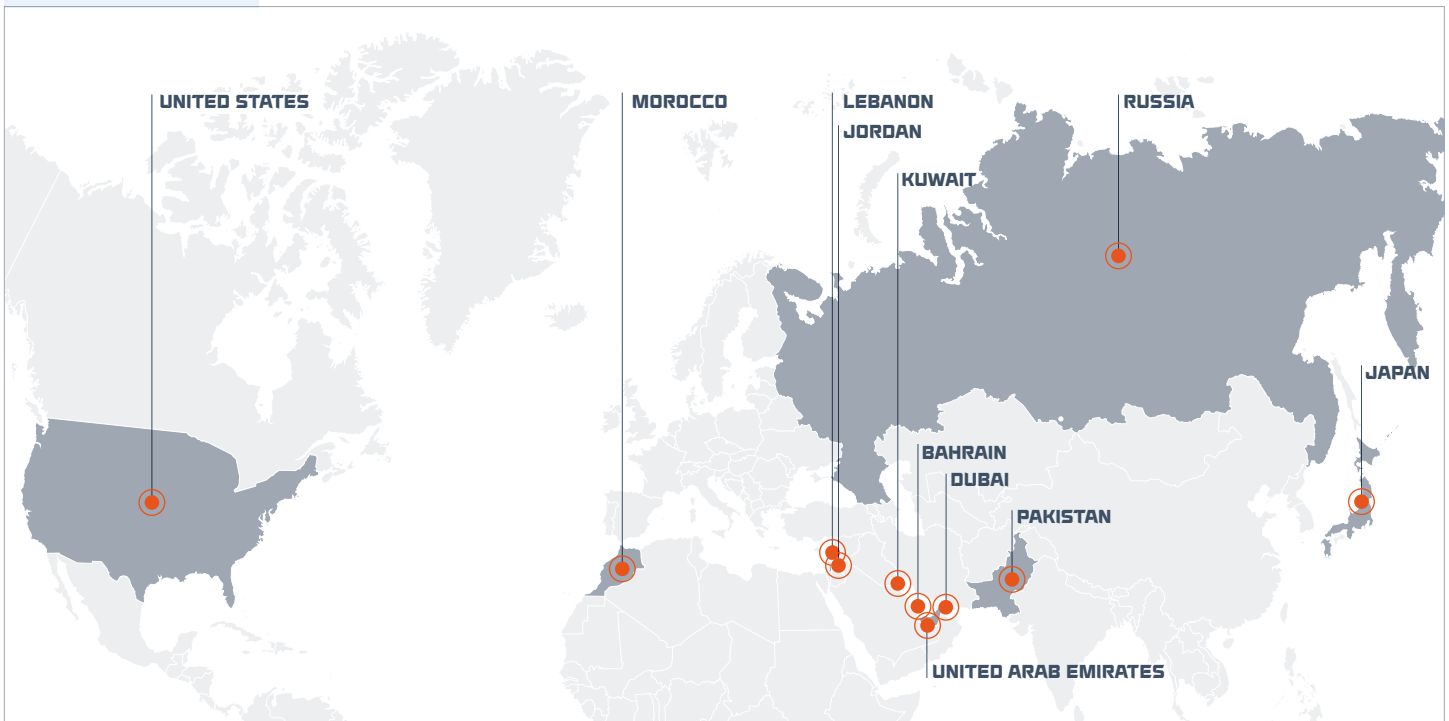 UNITED STATES
MOROCCO
LEBANON
RUSSIA
JORDAN
KUWAIT
JAPAN
BAHRAIN
DUBAI
PAKISTAN
UNITED ARAB EMIRATES